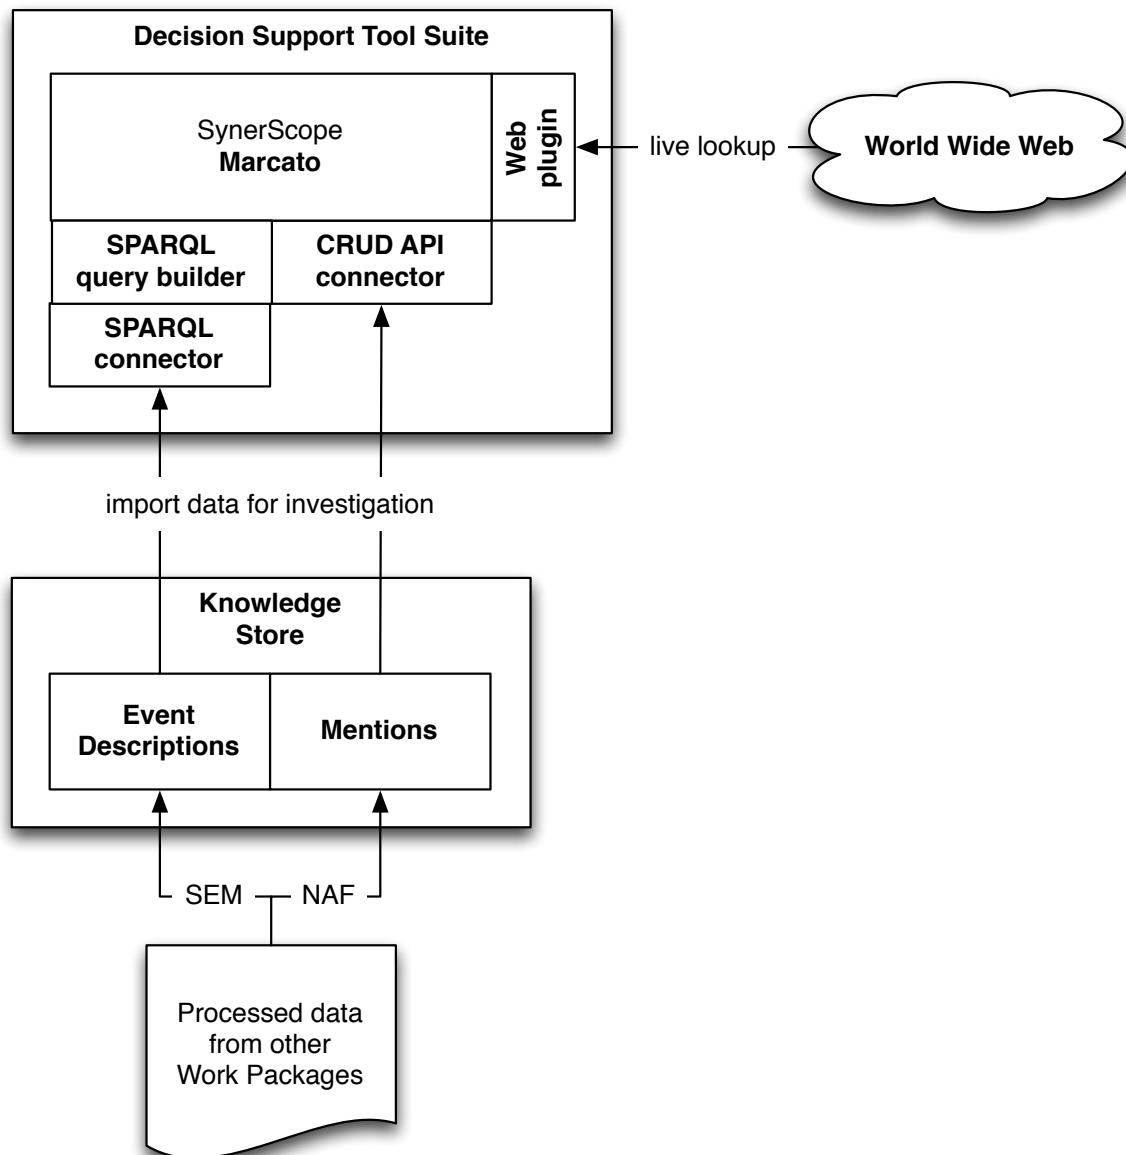 Decision Support Tool Suite
SynerScope
Marcato
Web
plugin
live lookup
World Wide Web
SPARQL
query builder
CRUD API
connector
SPARQL
connector
import data for investigation
Knowledge
Store
Event
Descriptions
Mentions
SEM
NAF
Processed data
from other
Work Packages